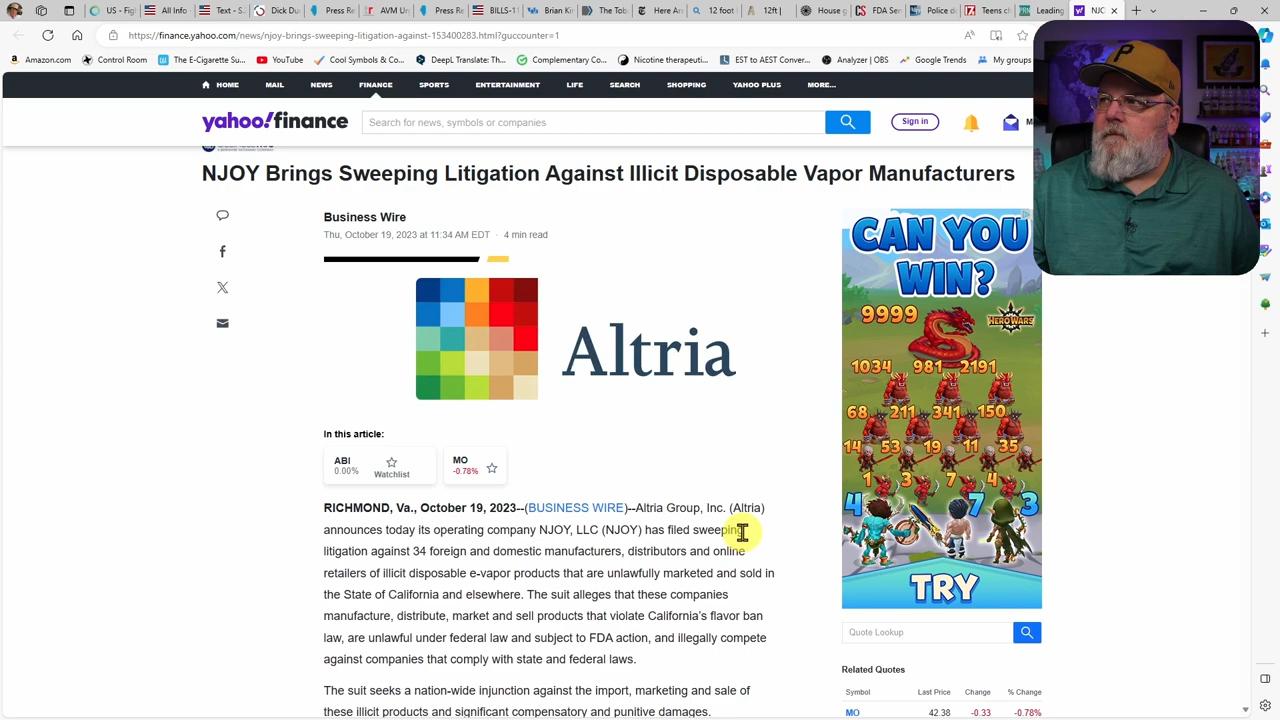 US - Figh
All Info
Text - S.
Dick Du
Press Re
AVM Un
Press Re
BILLS-11
Brian Ki
The Tob
Here Ar
12 foot
12ft |
House g
FDA Ser
Police d
Teens ch
Leading
NJO
https://finance.yahoo.com/news/njoy-brings-sweeping-litigation-against-153400283.html?guccounter=1
Amazon.com
Control Room
The E-Cigarette Su...
YouTube
Cool Symbols & Co...
DeepL Translate: Th...
Complementary Co...
Nicotine therapeuti...
EST to AEST Conver...
Analyzer | OBS
Google Trends
My groups
HOME MAIL NEWS FINANCE SPORTS ENTERTAINMENT LIFE SEARCH SHOPPING YAHOO PLUS MORE...
yahoo!finance
Search for news, symbols or companies
Sign in
NJOY Brings Sweeping Litigation Against Illicit Disposable Vapor Manufacturers
Business Wire
Thu, October 19, 2023 at 11:34 AM EDT · 4 min read
Altria
In this article:
ABI
0.00%
Watchlist
MO
-0.78%
RICHMOND, Va., October 19, 2023--(BUSINESS WIRE)--Altria Group, Inc. (Altria)
announces today its operating company NJOY, LLC (NJOY) has filed sweeping
litigation against 34 foreign and domestic manufacturers, distributors and online
retailers of illicit disposable e-vapor products that are unlawfully marketed and sold in
the State of California and elsewhere. The suit alleges that these companies
manufacture, distribute, market and sell products that violate California's flavor ban
law, are unlawful under federal law and subject to FDA action, and illegally compete
against companies that comply with state and federal laws.
The suit seeks a nation-wide injunction against the import, marketing and sale of
these illicit products and significant compensatory and punitive damages.
CAN YOU
WIN?
9999
HERO WARS
1034 981 2191
68 211 341 150
14 53 19 11 35
1 3 7 4
4 7 3
TRY
Quote Lookup
Related Quotes
Symbol Last Price Change % Change
MO 42.38 -0.33 -0.78%
P